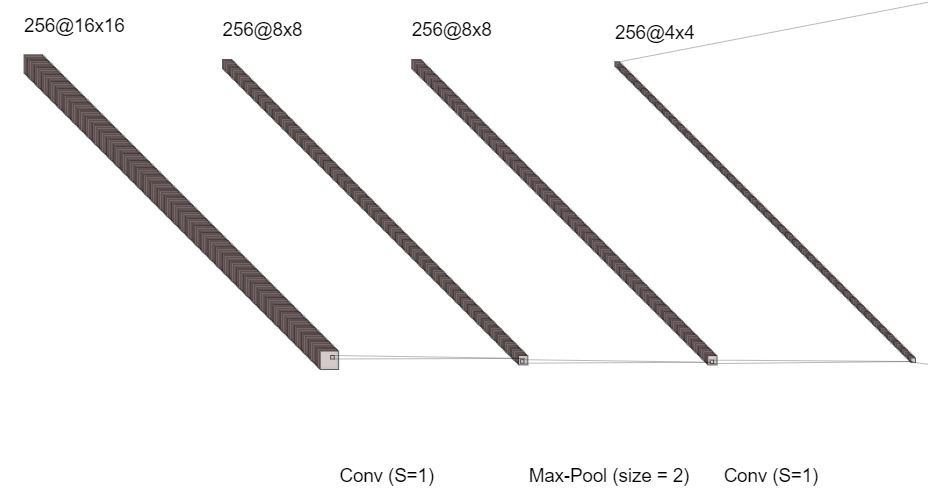 256@16x16
256@8x8
256@8x8
256@4x4
Conv (S=1)
Max-Pool (size = 2)
Conv (S=1)